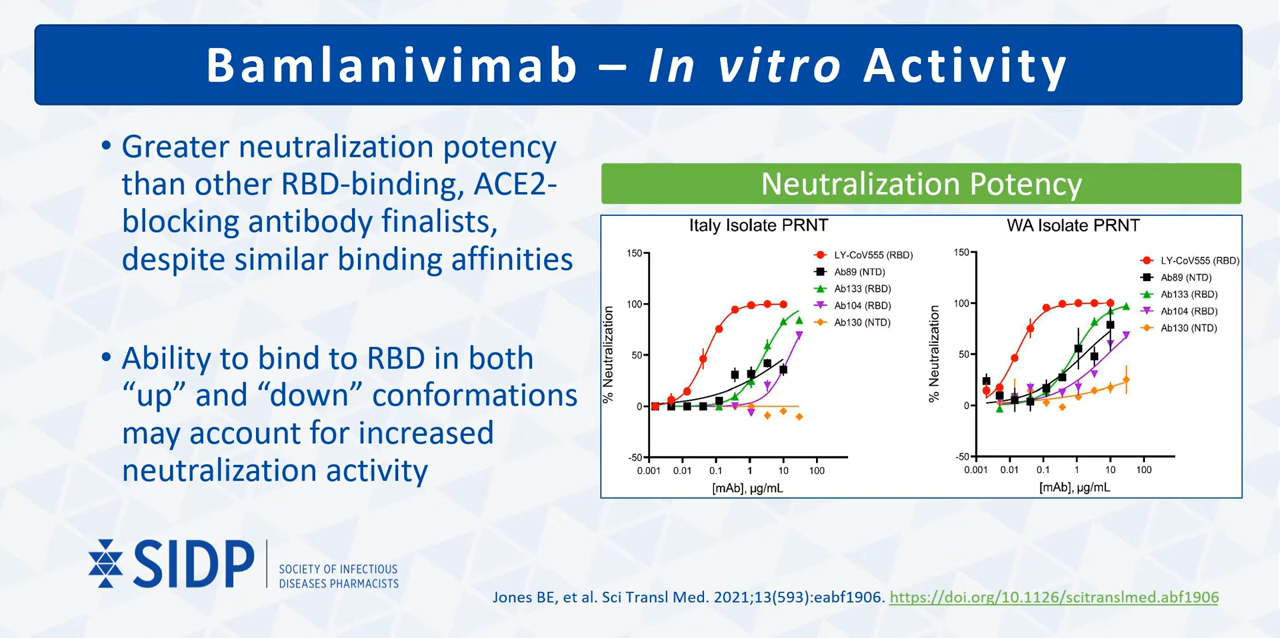 Bamlanivimab – In vitro Activity
• Greater neutralization potency
than other RBD-binding, ACE2-
blocking antibody finalists,
despite similar binding affinities
• Ability to bind to RBD in both
“up” and “down” conformations
may account for increased
neutralization activity
Neutralization Potency
Italy Isolate PRNT
% Neutralization
150
100
50
0
-50
0.001 0.01 0.1 1 10 100
[mAb], µg/mL
LY-CoV555 (RBD)
Ab89 (NTD)
Ab133 (RBD)
Ab104 (RBD)
Ab130 (NTD)
WA Isolate PRNT
% Neutralization
150
100
50
0
-50
0.001 0.01 0.1 1 10 100
[mAb], µg/mL
LY-CoV555 (RBD)
Ab89 (NTD)
Ab133 (RBD)
Ab104 (RBD)
Ab130 (NTD)
SIDP
SOCIETY OF INFECTIOUS
DISEASES PHARMACISTS
Jones BE, et al. Sci Transl Med. 2021;13(593):eabf1906. https://doi.org/10.1126/scitranslmed.abf1906